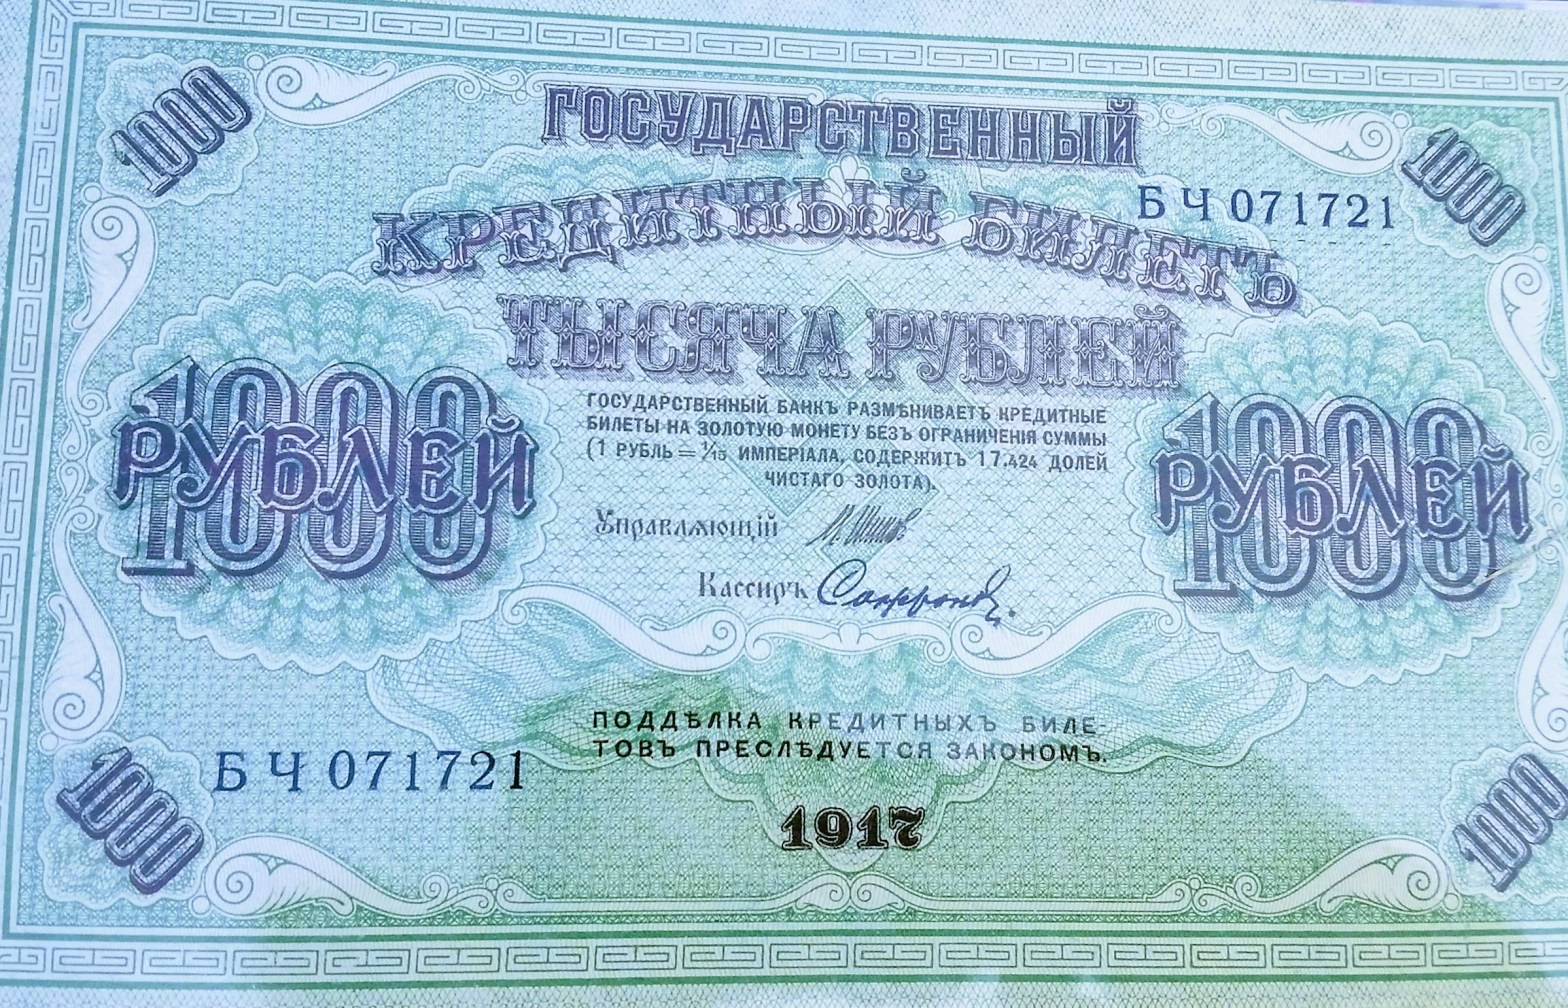 1000
1000
ГОСУДАРСТВЕННЫЙ
КРЕДИТНЫЙ БИЛЕТЪ
БЧ 071721
ТЫСЯЧА РУБЛЕЙ
1000
РУБЛЕЙ
1000
РУБЛЕЙ
ГОСУДАРСТВЕННЫЙ БАНКЪ РАЗМѢНИВАЕТЪ КРЕДИТНЫЕ
БИЛЕТЫ НА ЗОЛОТУЮ МОНЕТУ БЕЗЪ ОГРАНИЧЕНІЯ СУММЫ
(1 РУБЛЬ = 1/15 ИМПЕРІАЛА, СОДЕРЖИТЪ 17.424 ДОЛЕЙ
ЧИСТАГО ЗОЛОТА).
Управляющій
Кассиръ
ПОДДѢЛКА КРЕДИТНЫХЪ БИЛЕ-
ТОВЪ ПРЕСЛѢДУЕТСЯ ЗАКОНОМЪ.
БЧ 071721
1917
1000
1000